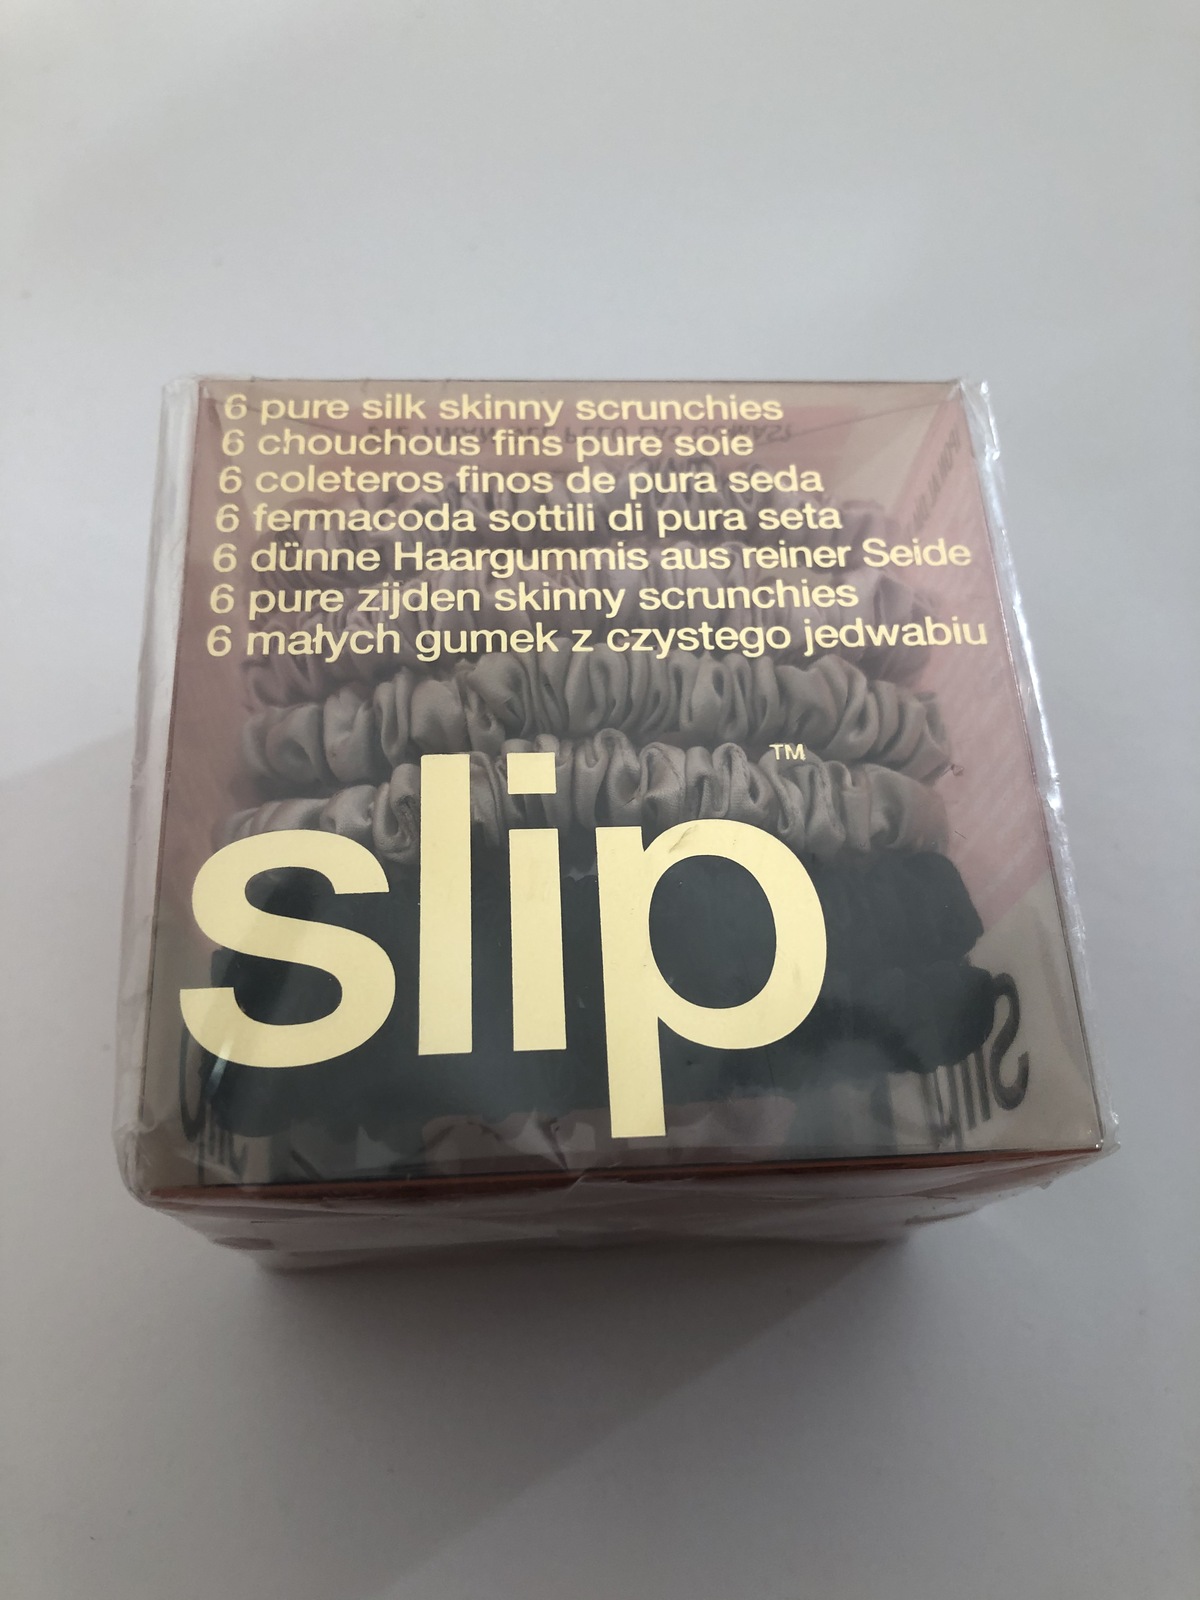 6 pure silk skinny scrunchies
6 chouchous fins pure soie
6 coleteros finos de pura seda
6 fermacoda sottili di pura seta
6 dünne Haargummis aus reiner Seide
6 pure zijden skinny scrunchies
6 małych gumek z czystego jedwabiu
slip™
slip
slip